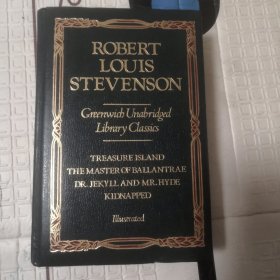 ROBERT
LOUIS
STEVENSON
Greenwich Unabridged
Library Classics
TREASURE ISLAND
THE MASTER OF BALLANTRAE
DR. JEKYLL AND MR. HYDE
KIDNAPPED
Illustrated